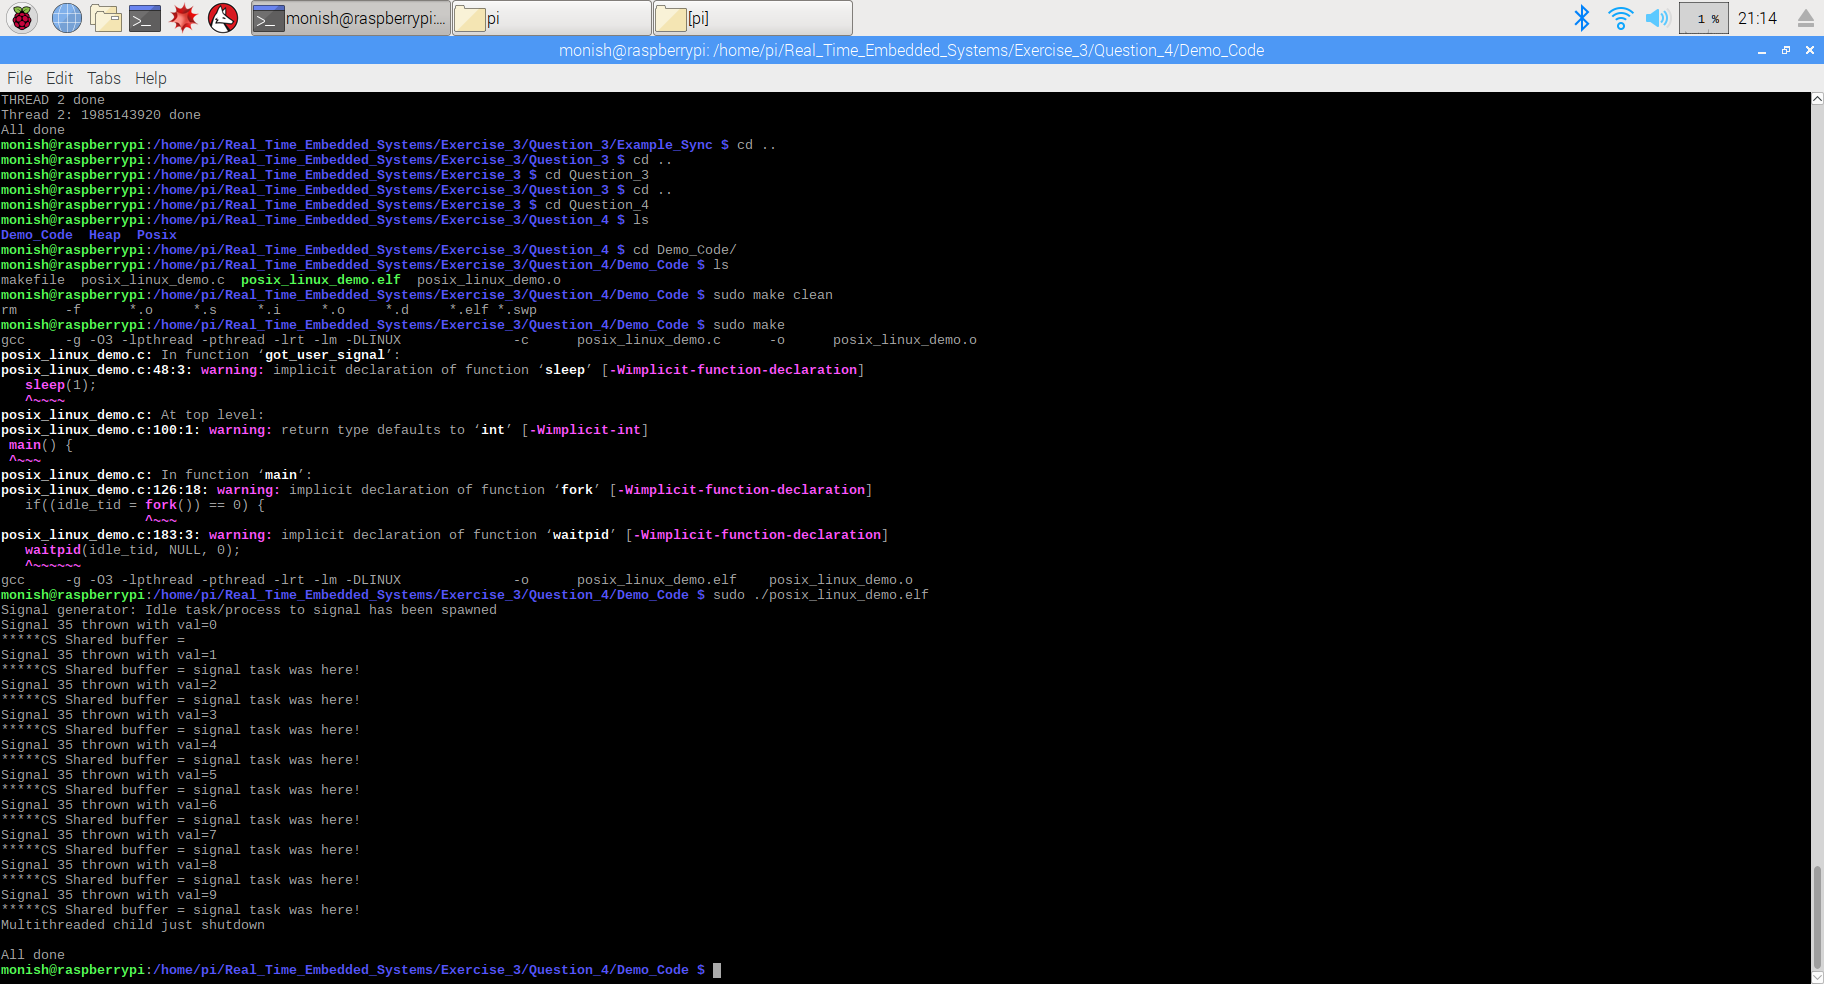 monish@raspberrypi:... pi [pi] 1 % 21:14
monish@raspberrypi: /home/pi/Real_Time_Embedded_Systems/Exercise_3/Question_4/Demo_Code
File Edit Tabs Help
THREAD 2 done
Thread 2: 1985143920 done
All done
monish@raspberrypi:/home/pi/Real_Time_Embedded_Systems/Exercise_3/Question_3/Example_Sync $ cd ..
monish@raspberrypi:/home/pi/Real_Time_Embedded_Systems/Exercise_3/Question_3 $ cd ..
monish@raspberrypi:/home/pi/Real_Time_Embedded_Systems/Exercise_3 $ cd Question_3
monish@raspberrypi:/home/pi/Real_Time_Embedded_Systems/Exercise_3/Question_3 $ cd ..
monish@raspberrypi:/home/pi/Real_Time_Embedded_Systems/Exercise_3 $ cd Question_4
monish@raspberrypi:/home/pi/Real_Time_Embedded_Systems/Exercise_3/Question_4 $ ls
Demo_Code  Heap  Posix
monish@raspberrypi:/home/pi/Real_Time_Embedded_Systems/Exercise_3/Question_4 $ cd Demo_Code/
monish@raspberrypi:/home/pi/Real_Time_Embedded_Systems/Exercise_3/Question_4/Demo_Code $ ls
makefile  posix_linux_demo.c  posix_linux_demo.elf  posix_linux_demo.o
monish@raspberrypi:/home/pi/Real_Time_Embedded_Systems/Exercise_3/Question_4/Demo_Code $ sudo make clean
rm      -f      *.o     *.s     *.i     *.o     *.d     *.elf *.swp
monish@raspberrypi:/home/pi/Real_Time_Embedded_Systems/Exercise_3/Question_4/Demo_Code $ sudo make
gcc     -g -O3 -lpthread -pthread -lrt -lm -DLINUX              -c      posix_linux_demo.c      -o      posix_linux_demo.o
posix_linux_demo.c: In function ‘got_user_signal’:
posix_linux_demo.c:48:3: warning: implicit declaration of function ‘sleep’ [-Wimplicit-function-declaration]
   sleep(1);
   ^~~~~
posix_linux_demo.c: At top level:
posix_linux_demo.c:100:1: warning: return type defaults to ‘int’ [-Wimplicit-int]
 main() {
 ^~~~
posix_linux_demo.c: In function ‘main’:
posix_linux_demo.c:126:18: warning: implicit declaration of function ‘fork’ [-Wimplicit-function-declaration]
   if((idle_tid = fork()) == 0) {
                  ^~~~
posix_linux_demo.c:183:3: warning: implicit declaration of function ‘waitpid’ [-Wimplicit-function-declaration]
   waitpid(idle_tid, NULL, 0);
   ^~~~~~~
gcc     -g -O3 -lpthread -pthread -lrt -lm -DLINUX              -o      posix_linux_demo.elf    posix_linux_demo.o
monish@raspberrypi:/home/pi/Real_Time_Embedded_Systems/Exercise_3/Question_4/Demo_Code $ sudo ./posix_linux_demo.elf
Signal generator: Idle task/process to signal has been spawned
Signal 35 thrown with val=0
*****CS Shared buffer =
Signal 35 thrown with val=1
*****CS Shared buffer = signal task was here!
Signal 35 thrown with val=2
*****CS Shared buffer = signal task was here!
Signal 35 thrown with val=3
*****CS Shared buffer = signal task was here!
Signal 35 thrown with val=4
*****CS Shared buffer = signal task was here!
Signal 35 thrown with val=5
*****CS Shared buffer = signal task was here!
Signal 35 thrown with val=6
*****CS Shared buffer = signal task was here!
Signal 35 thrown with val=7
*****CS Shared buffer = signal task was here!
Signal 35 thrown with val=8
*****CS Shared buffer = signal task was here!
Signal 35 thrown with val=9
*****CS Shared buffer = signal task was here!
Multithreaded child just shutdown
All done
monish@raspberrypi:/home/pi/Real_Time_Embedded_Systems/Exercise_3/Question_4/Demo_Code $